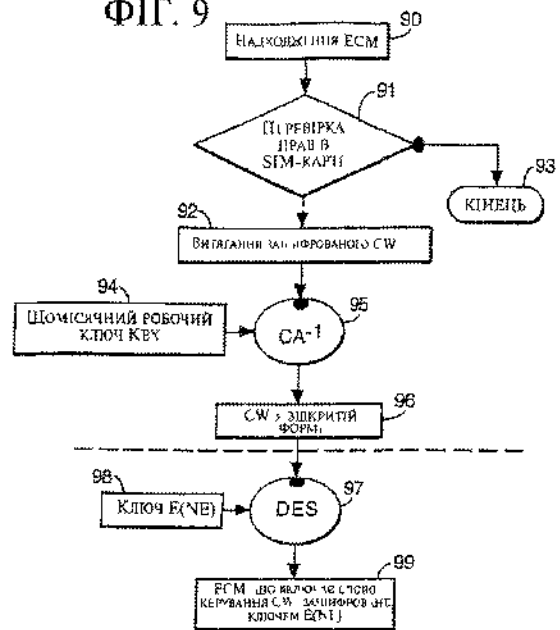 ФІГ. 9
90
НАДХОДЖЕННЯ ECM
91
ПЕРЕВІРКА
ПРАВ В
SIM-КАРТІ
93
КІНЕЦЬ
92
ВИТЯГАННЯ ЗАШИФРОВАНОГО CW
94
ЩОМІСЯЧНИЙ РОБОЧИЙ
КЛЮЧ KEY
95
CA-1
96
CW У ВІДКРИТІЙ
ФОРМІ
98
КЛЮЧ E(NE)
97
DES
99
ECM, ЩО ВКЛЮЧАЄ СЛОВО
КЕРУВАННЯ CW, ЗАШИФРОВАНЕ
КЛЮЧЕМ E(NE)